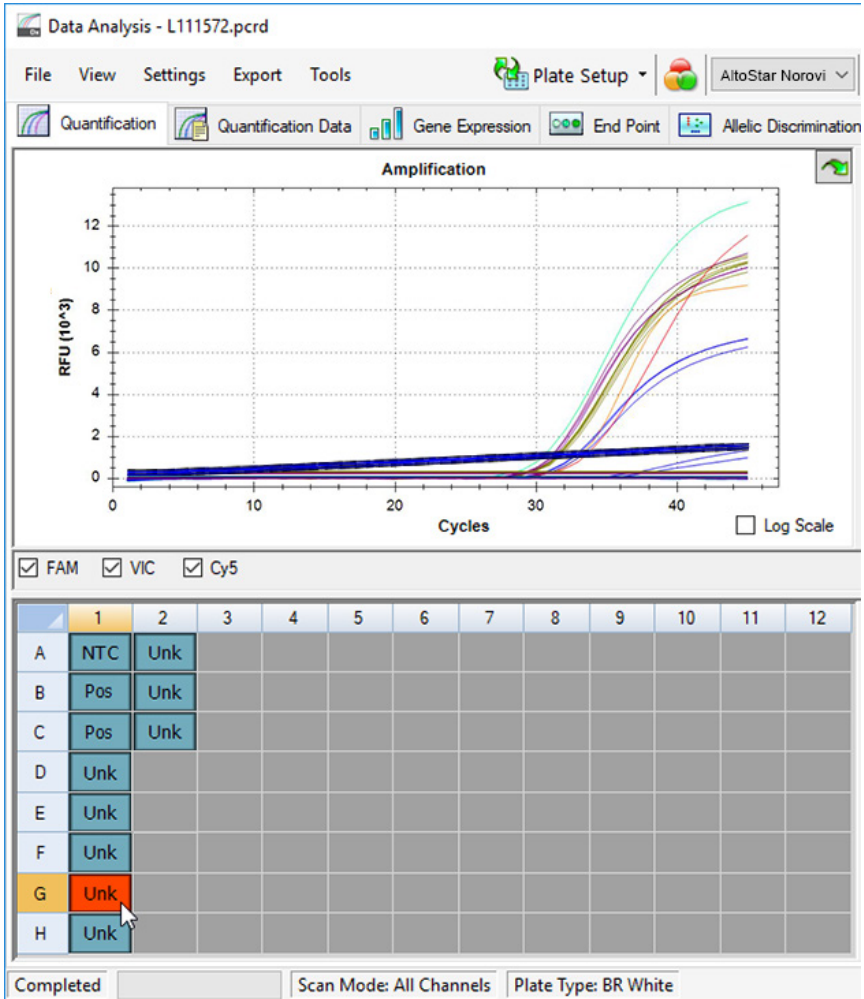 Data Analysis - L111572.pcrd
File View Settings Export Tools Plate Setup AltoStar Norovi
Quantification Quantification Data Gene Expression End Point Allelic Discrimination
Amplification
12
10
8
6
4
2
0
RFU (10^3)
0 10 20 30 40
Cycles
Log Scale
FAM VIC Cy5
1 2 3 4 5 6 7 8 9 10 11 12
A NTC Unk
B Pos Unk
C Pos Unk
D Unk
E Unk
F Unk
G Unk
H Unk
Completed Scan Mode: All Channels Plate Type: BR White